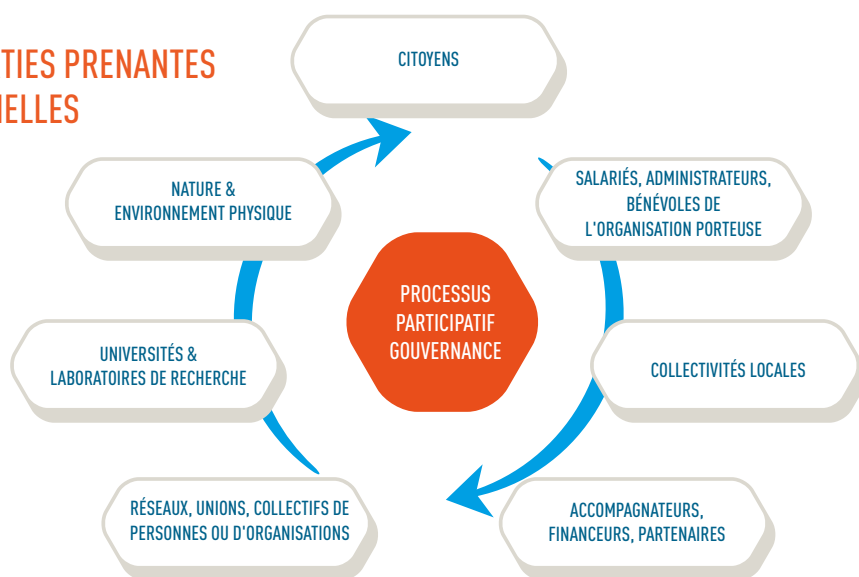 TIES PRENANTES
CITOYENS
NATURE &
ENVIRONNEMENT PHYSIQUE
SALARIÉS, ADMINISTRATEURS,
BÉNÉVOLES DE
L'ORGANISATION PORTEUSE
PROCESSUS
PARTICIPATIF
GOUVERNANCE
UNIVERSITÉS &
LABORATOIRES DE RECHERCHE
COLLECTIVITÉS LOCALES
RÉSEAUX, UNIONS, COLLECTIFS DE
PERSONNES OU D'ORGANISATIONS
ACCOMPAGNATEURS,
FINANCEURS, PARTENAIRES